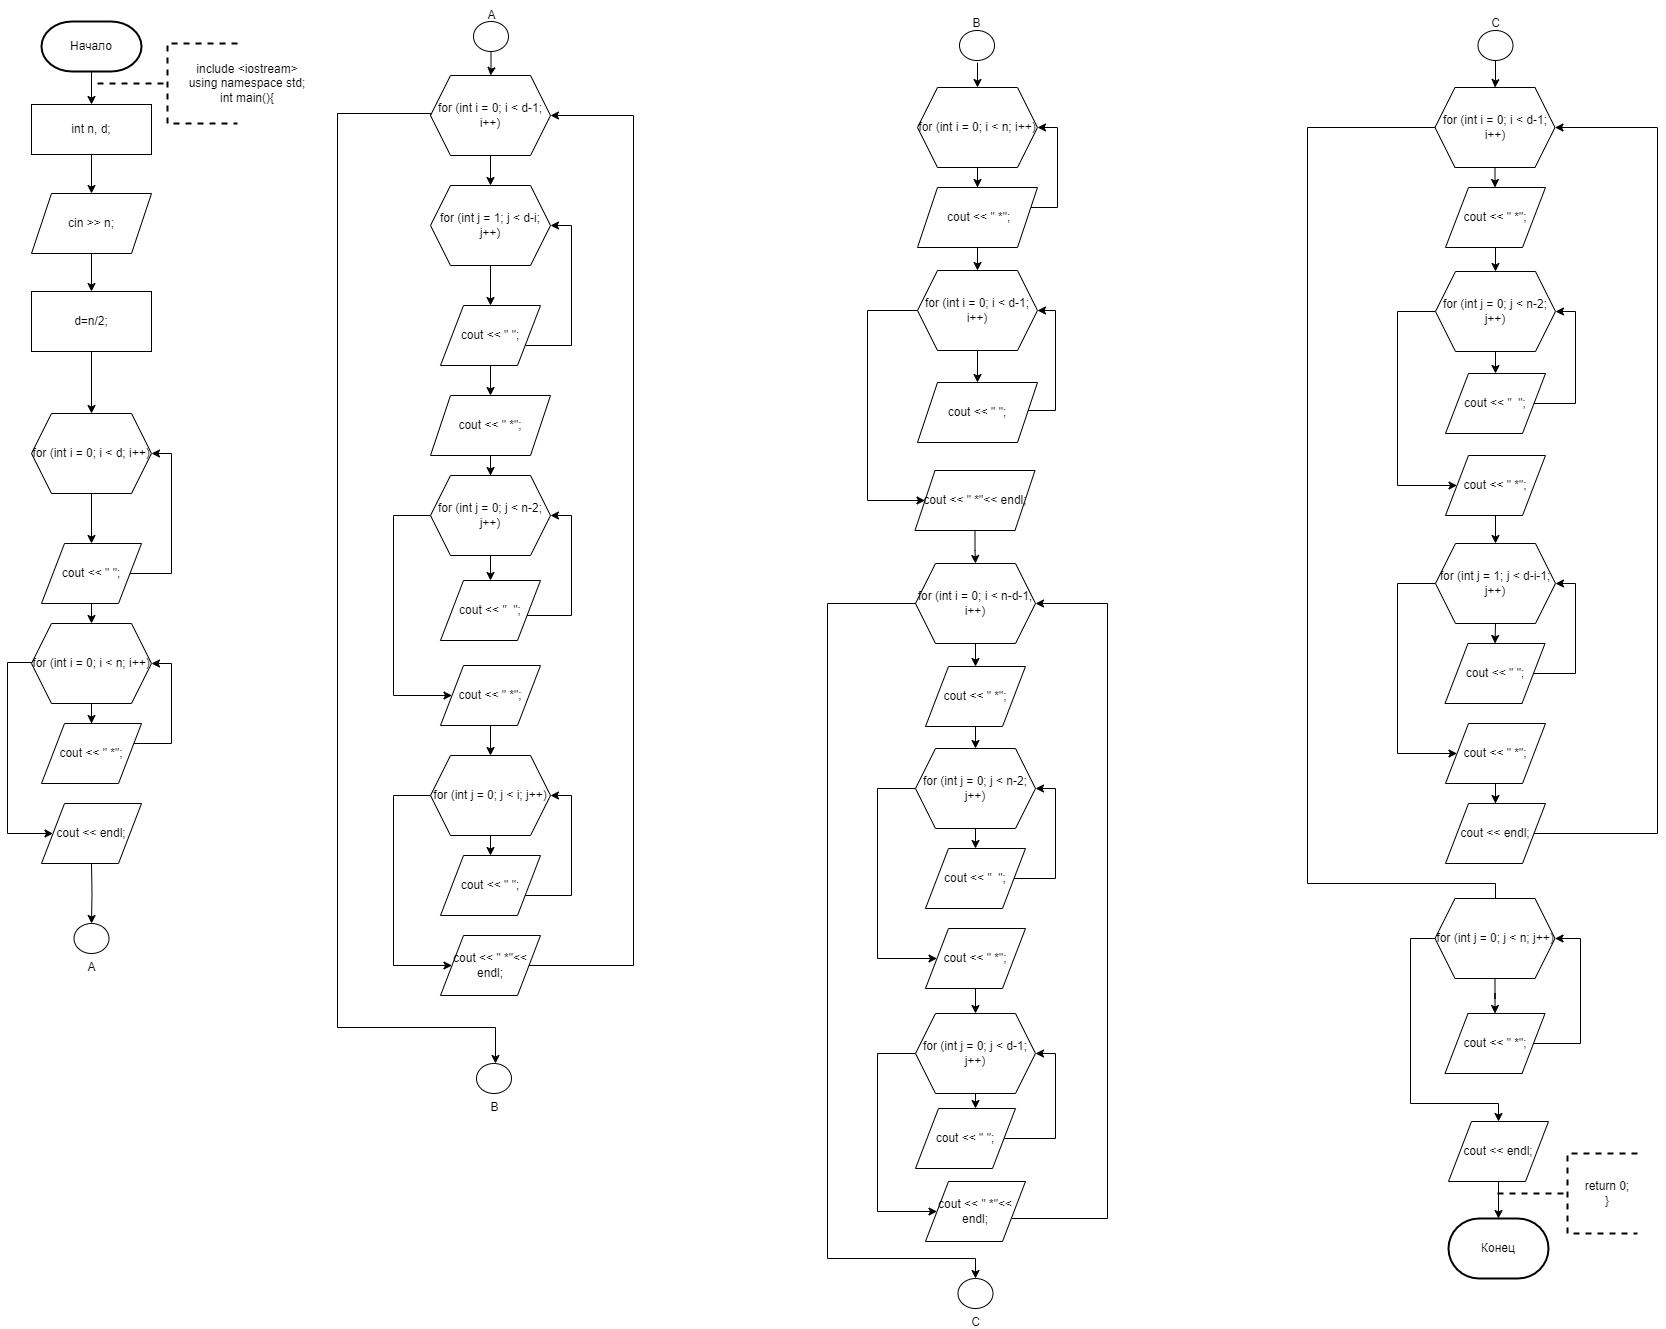 Начало
include <iostream>
using namespace std;
int main(){
int n, d;
cin >> n;
d=n/2;
for (int i = 0; i < d; i++)
cout << " ";
for (int i = 0; i < n; i++)
cout << " *";
cout << endl;
A
A
for (int i = 0; i < d-1;
i++)
for (int j = 1; j < d-i;
j++)
cout << " ";
cout << " *";
for (int j = 0; j < n-2;
j++)
cout << "  ";
cout << " *";
for (int j = 0; j < i; j++)
cout << " ";
cout << " *"<<
endl;
B
B
for (int i = 0; i < n; i++)
cout << " *";
for (int i = 0; i < d-1;
i++)
cout << " ";
cout << " *"<< endl;
for (int i = 0; i < n-d-1;
i++)
cout << " *";
for (int j = 0; j < n-2;
j++)
cout << "  ";
cout << " *";
for (int j = 0; j < d-1;
j++)
cout << " ";
cout << " *"<<
endl;
C
C
for (int i = 0; i < d-1;
i++)
cout << " *";
for (int j = 0; j < n-2;
j++)
cout << "  ";
cout << " *";
for (int j = 1; j < d-i-1;
j++)
cout << " ";
cout << " *";
cout << endl;
for (int j = 0; j < n; j++)
cout << " *";
cout << endl;
return 0;
}
Конец